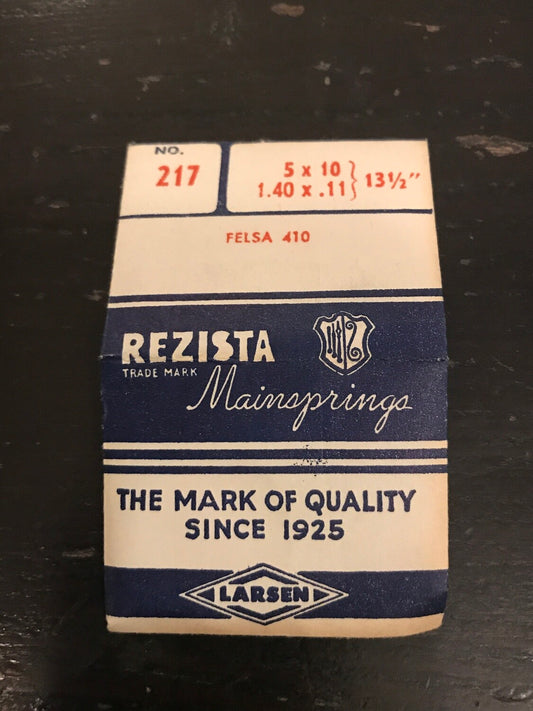 NO.
217
5 x 10
1.40 x .11} 13½"
FELSA 410
REZISTA
TRADE MARK
Mainsprings
THE MARK OF QUALITY
SINCE 1925
LARSEN